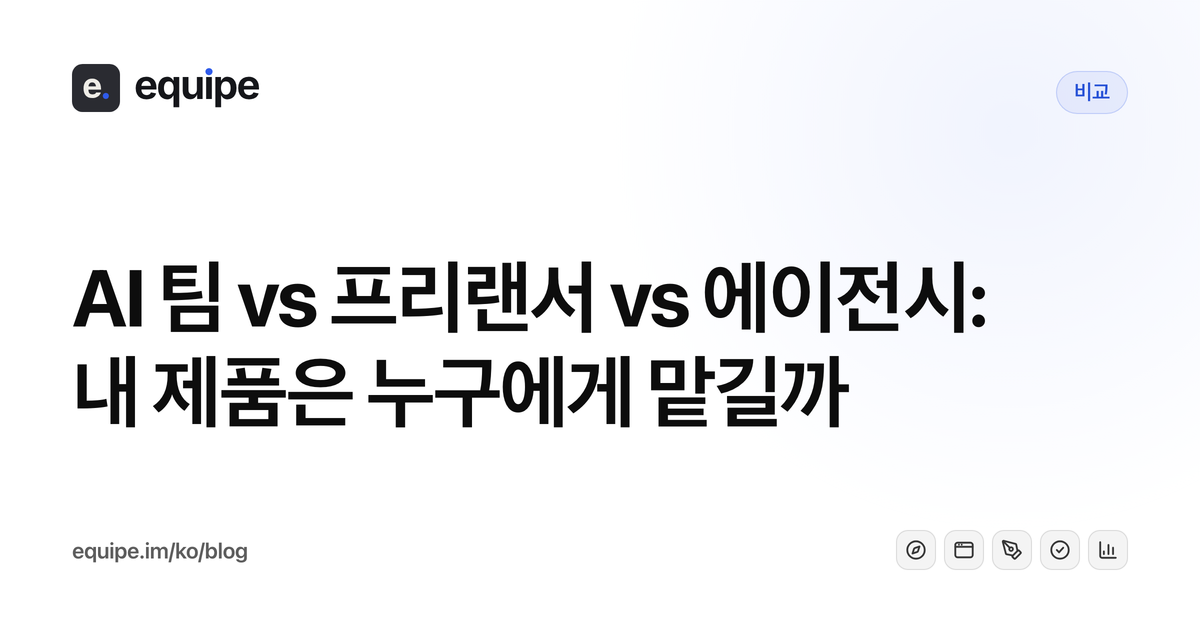 e.
equipe
비교
AI 팀 vs 프리랜서 vs 에이전시:
내 제품은 누구에게 맡길까
equipe.im/ko/blog